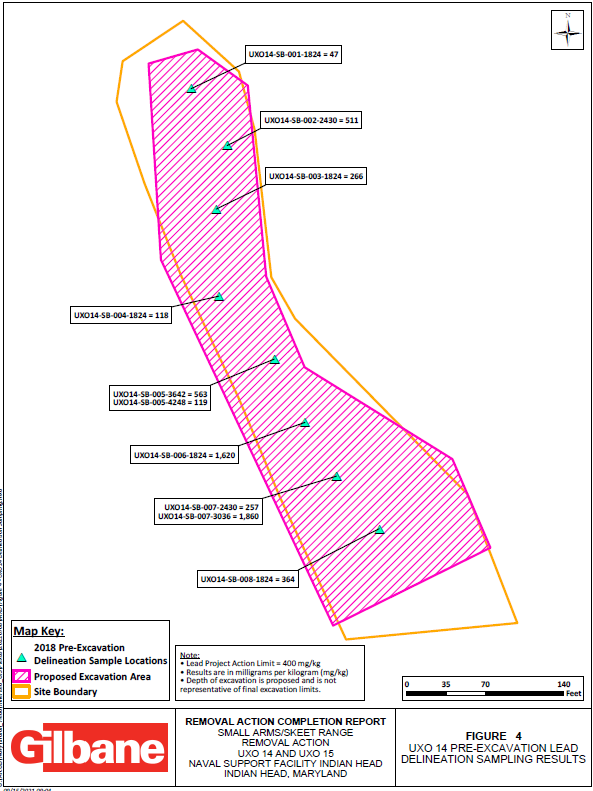 N
UXO14-SB-001-1824 = 47
UXO14-SB-002-2430 = 511
UXO14-SB-003-1824 = 266
UXO14-SB-004-1824 = 118
UXO14-SB-005-3642 = 563
UXO14-SB-005-4248 = 119
UXO14-SB-006-1824 = 1,620
UXO14-SB-007-2430 = 257
UXO14-SB-007-3036 = 1,860
UXO14-SB-008-1824 = 364
Map Key:
2018 Pre-Excavation
Delineation Sample Locations
Proposed Excavation Area
Site Boundary
Note:
• Lead Project Action Limit = 400 mg/kg
• Results are in milligrams per kilogram (mg/kg)
• Depth of excavation is proposed and is not
representative of final excavation limits.
0 35 70 140
Feet
Gilbane
REMOVAL ACTION COMPLETION REPORT
SMALL ARMS/SKEET RANGE
REMOVAL ACTION
UXO 14 AND UXO 15
NAVAL SUPPORT FACILITY INDIAN HEAD
INDIAN HEAD, MARYLAND
FIGURE 4
UXO 14 PRE-EXCAVATION LEAD
DELINEATION SAMPLING RESULTS